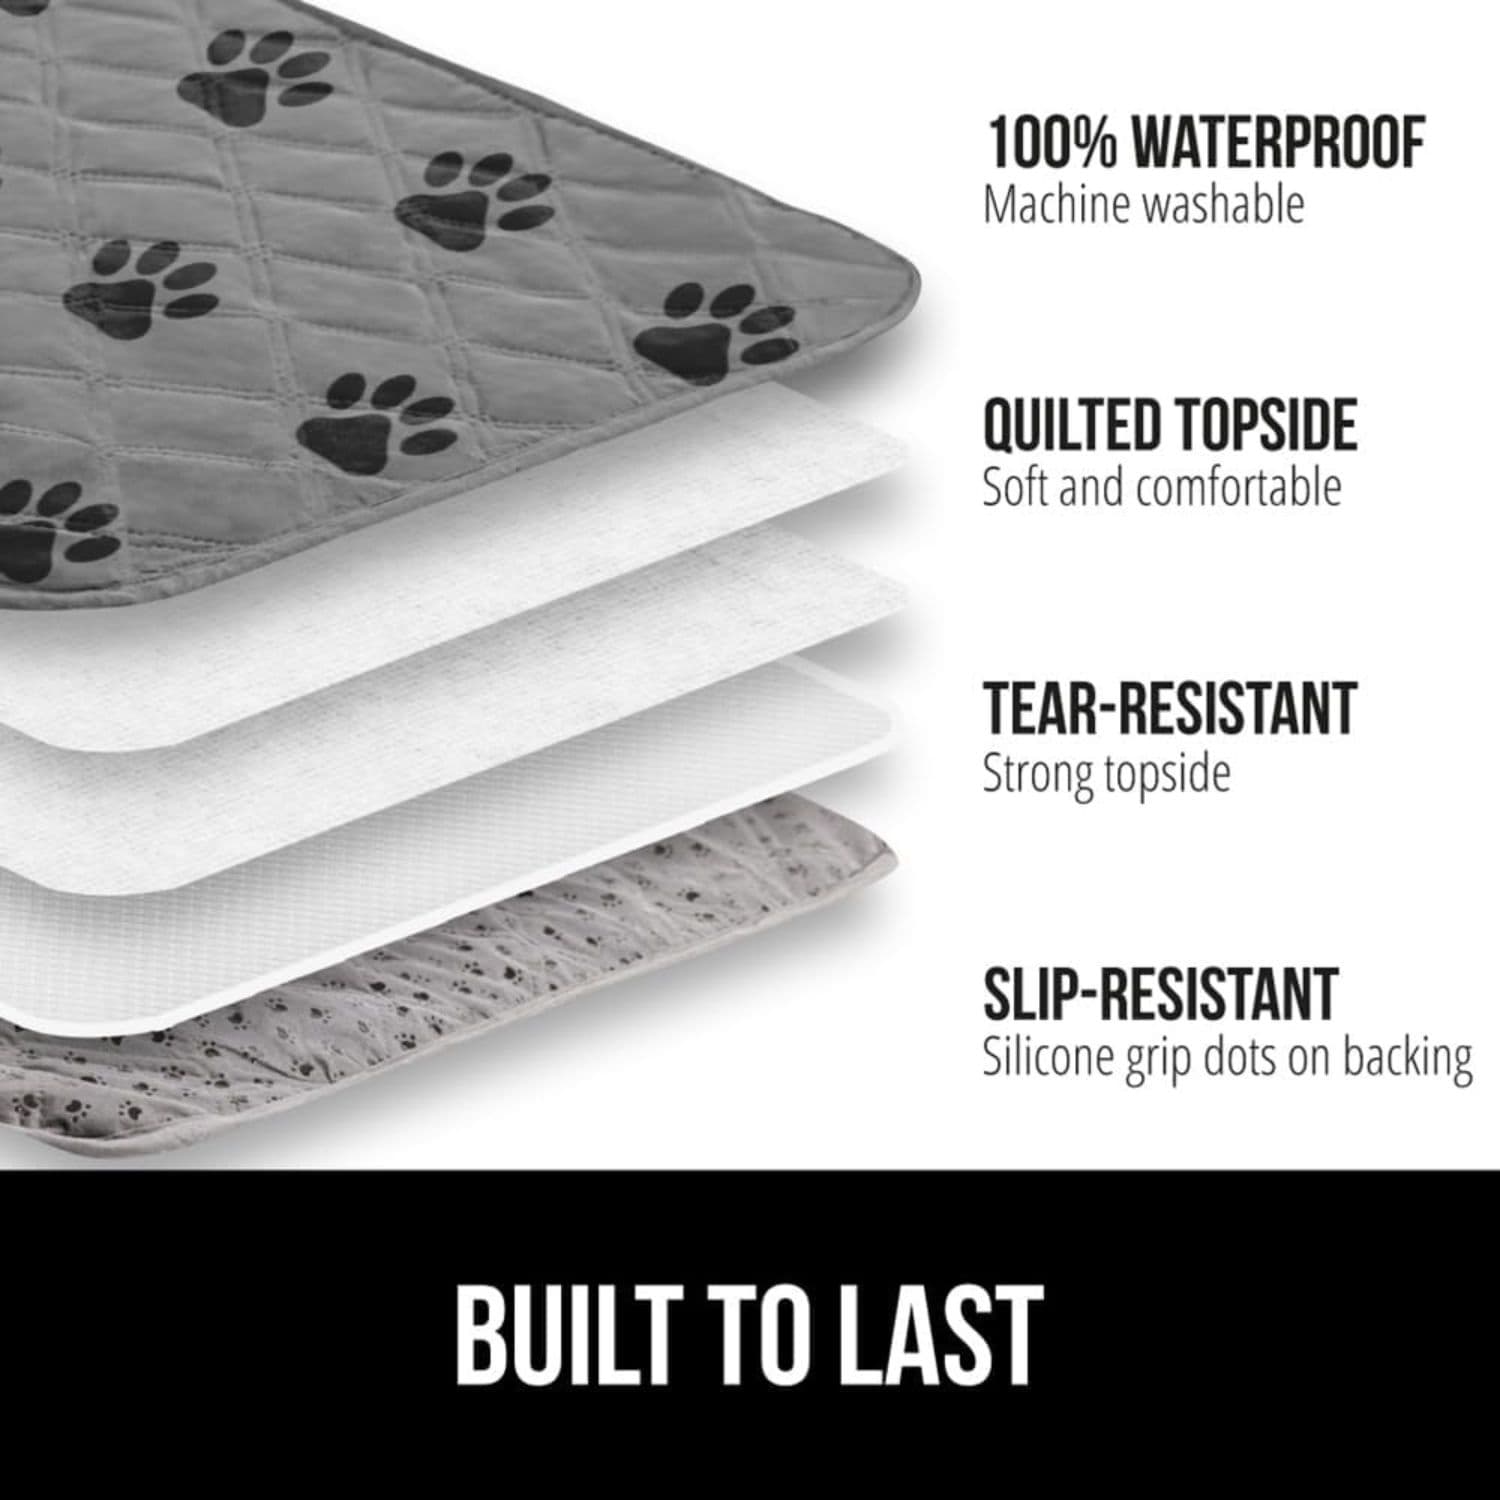 100% WATERPROOF
Machine washable
QUILTED TOPSIDE
Soft and comfortable
TEAR-RESISTANT
Strong topside
SLIP-RESISTANT
Silicone grip dots on backing
BUILT TO LAST